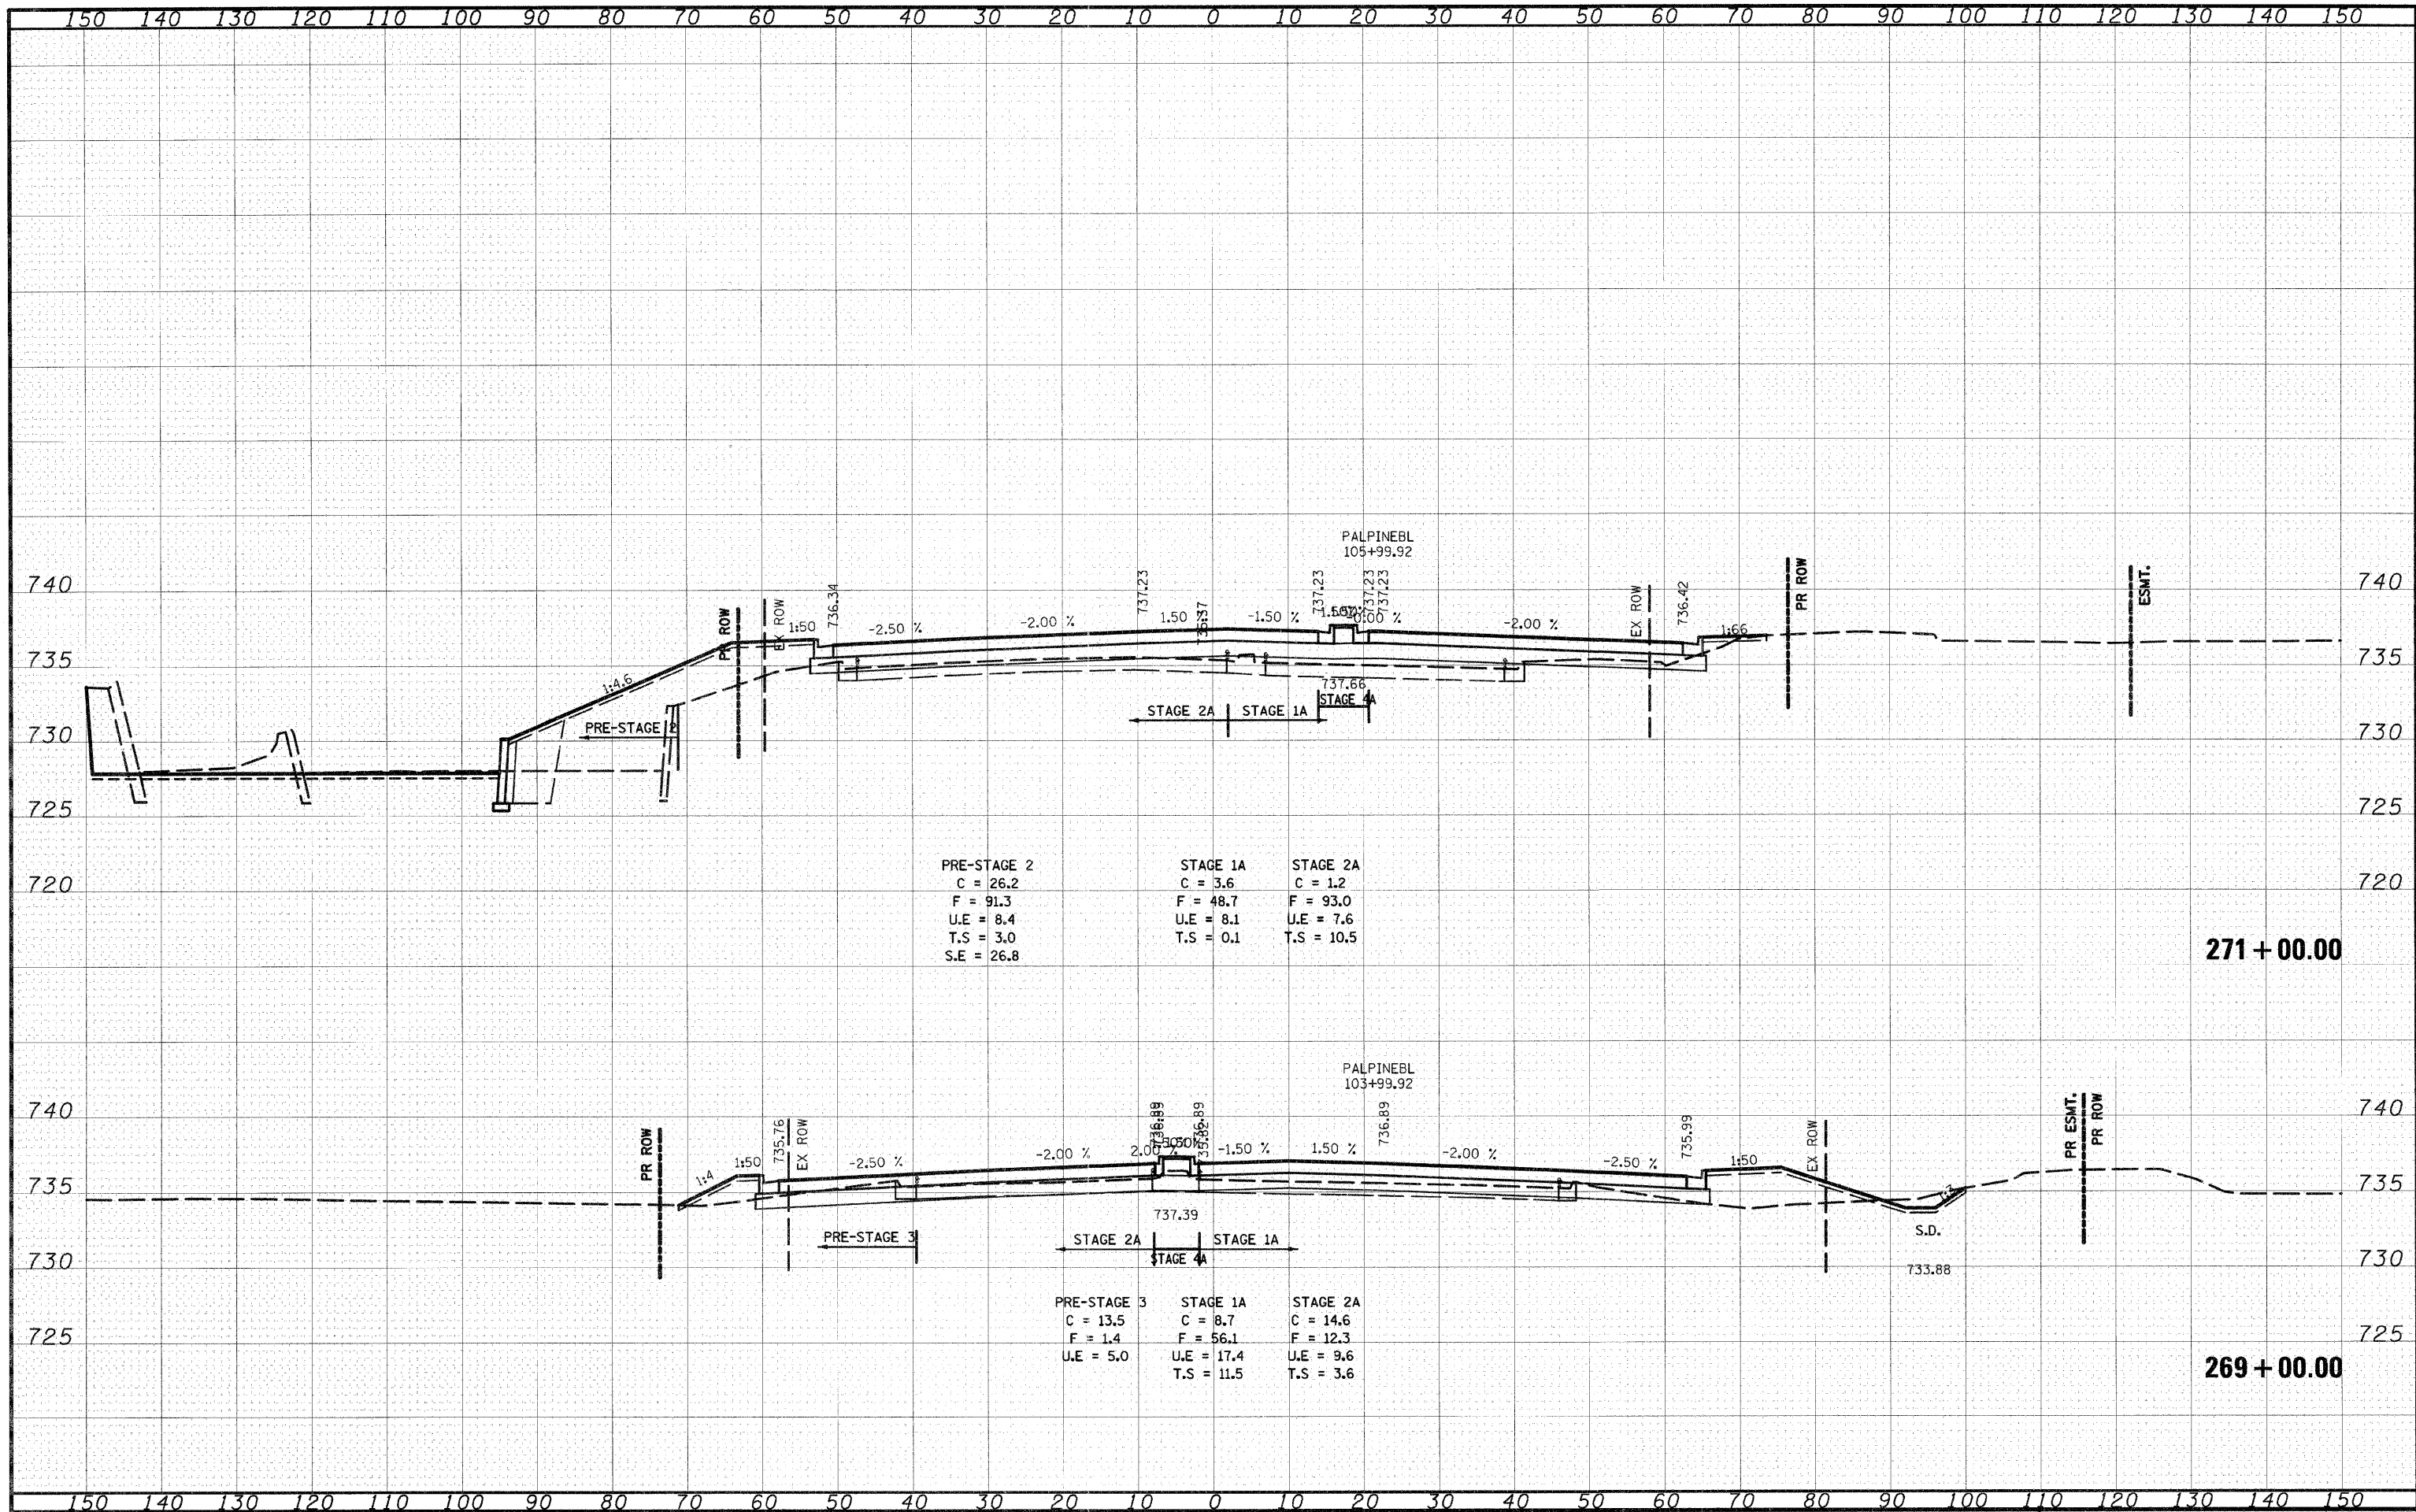 150 140 130 120 110 100 90 80 70 60 50 40 30 20 10 0 10 20 30 40 50 60 70 80 90 100 110 120 130 140 150
PALPINEBL
105+99.92
740
736.34
737.23
737.23
737.23
737.23
EX ROW
736.42
PR ROW
ESMT.
740
PR ROW
EX ROW
1:50
-2.50 %
-2.00 %
1.50
-1.50 %
-0.00 %
-2.00 %
1:66
735
735
1:4.6
737.66
STAGE 4A
PRE-STAGE 2
STAGE 2A
STAGE 1A
730
730
725
725
PRE-STAGE 2
C = 26.2
F = 91.3
U.E = 8.4
T.S = 3.0
S.E = 26.8
STAGE 1A
C = 3.6
F = 48.7
U.E = 8.1
T.S = 0.1
STAGE 2A
C = 1.2
F = 93.0
U.E = 7.6
T.S = 10.5
720
720
271+00.00
PALPINEBL
103+99.92
740
PR ROW
735.76
EX ROW
736.89
736.89
736.89
735.99
EX ROW
PR ESMT.
PR ROW
740
1:4
1:50
-2.50 %
-2.00 %
2.00 %
-1.50 %
1.50 %
-2.00 %
-2.50 %
1:50
735
1:3
735
737.39
S.D.
PRE-STAGE 3
STAGE 2A
STAGE 1A
STAGE 4A
730
733.88
730
PRE-STAGE 3
C = 13.5
F = 1.4
U.E = 5.0
STAGE 1A
C = 8.7
F = 56.1
U.E = 17.4
T.S = 11.5
STAGE 2A
C = 14.6
F = 12.3
U.E = 9.6
T.S = 3.6
725
725
269+00.00
150 140 130 120 110 100 90 80 70 60 50 40 30 20 10 0 10 20 30 40 50 60 70 80 90 100 110 120 130 140 150